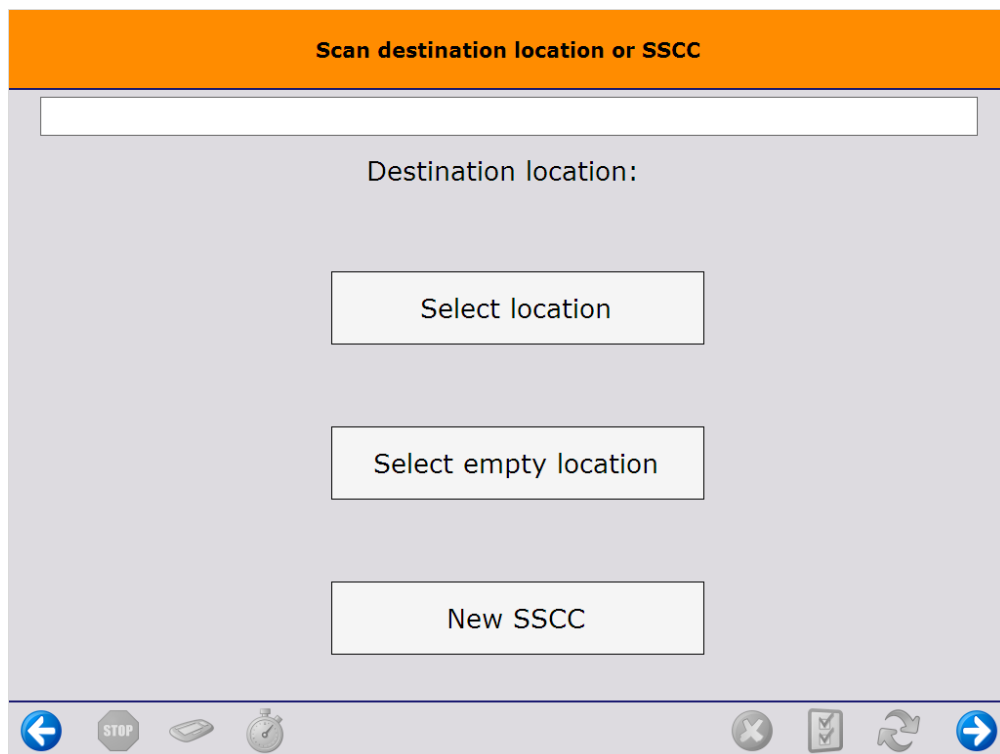 Scan destination location or SSCC
Destination location:
Select location
Select empty location
New SSCC
STOP